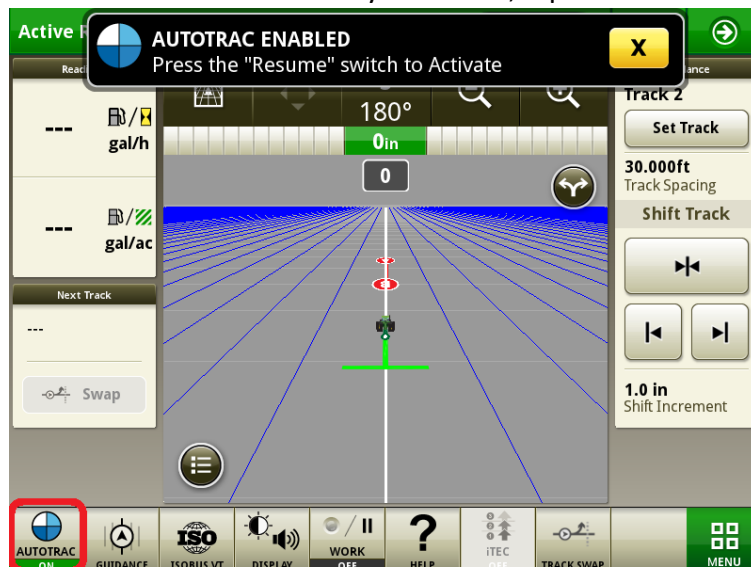 Active
AUTOTRAC ENABLED
Press the "Resume" switch to Activate
X
180°
0in
0
---
gal/h
---
gal/ac
Next Track
---
Swap
Track 2
Set Track
30.000ft
Track Spacing
Shift Track
1.0 in
Shift Increment
AUTOTRAC
ON
GUIDANCE
ISO
ISOBUS VT
DISPLAY
WORK
OFF
?
HELP
iTEC
OFF
TRACK SWAP
MENU